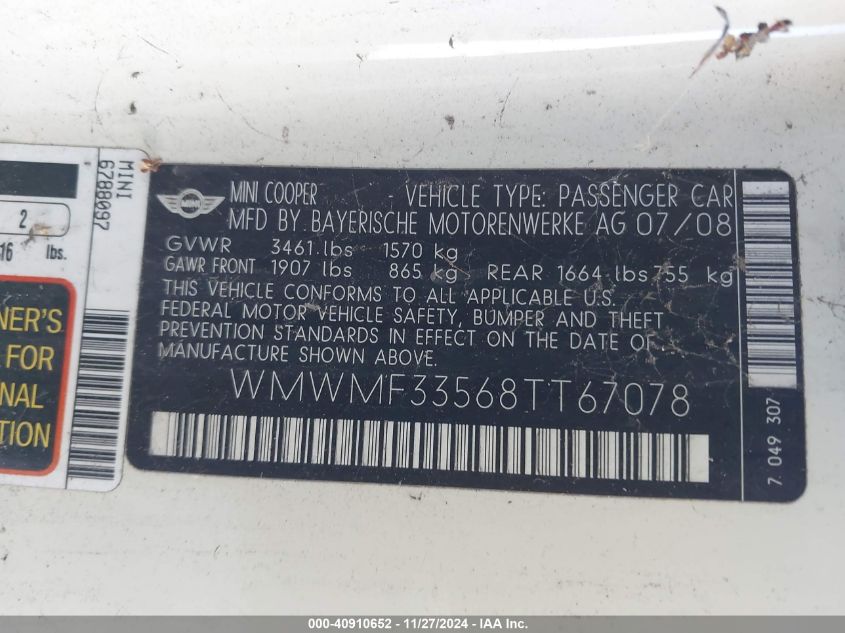 MINI
6788097
2
16 lbs.
NER'S
FOR
NAL
TION
MINI
MINI COOPER VEHICLE TYPE: PASSENGER CAR
MFD BY BAYERISCHE MOTORENWERKE AG 07/08
GVWR 3461 lbs 1570 kg
GAWR FRONT 1907 lbs 865 kg REAR 1664 lbs 755 kg
THIS VEHICLE CONFORMS TO ALL APPLICABLE U.S.
FEDERAL MOTOR VEHICLE SAFETY, BUMPER AND THEFT
PREVENTION STANDARDS IN EFFECT ON THE DATE OF
MANUFACTURE SHOWN ABOVE.
WMWMF33568TT67078
7 049 307
000-40910652 - 11/27/2024 - IAA Inc.